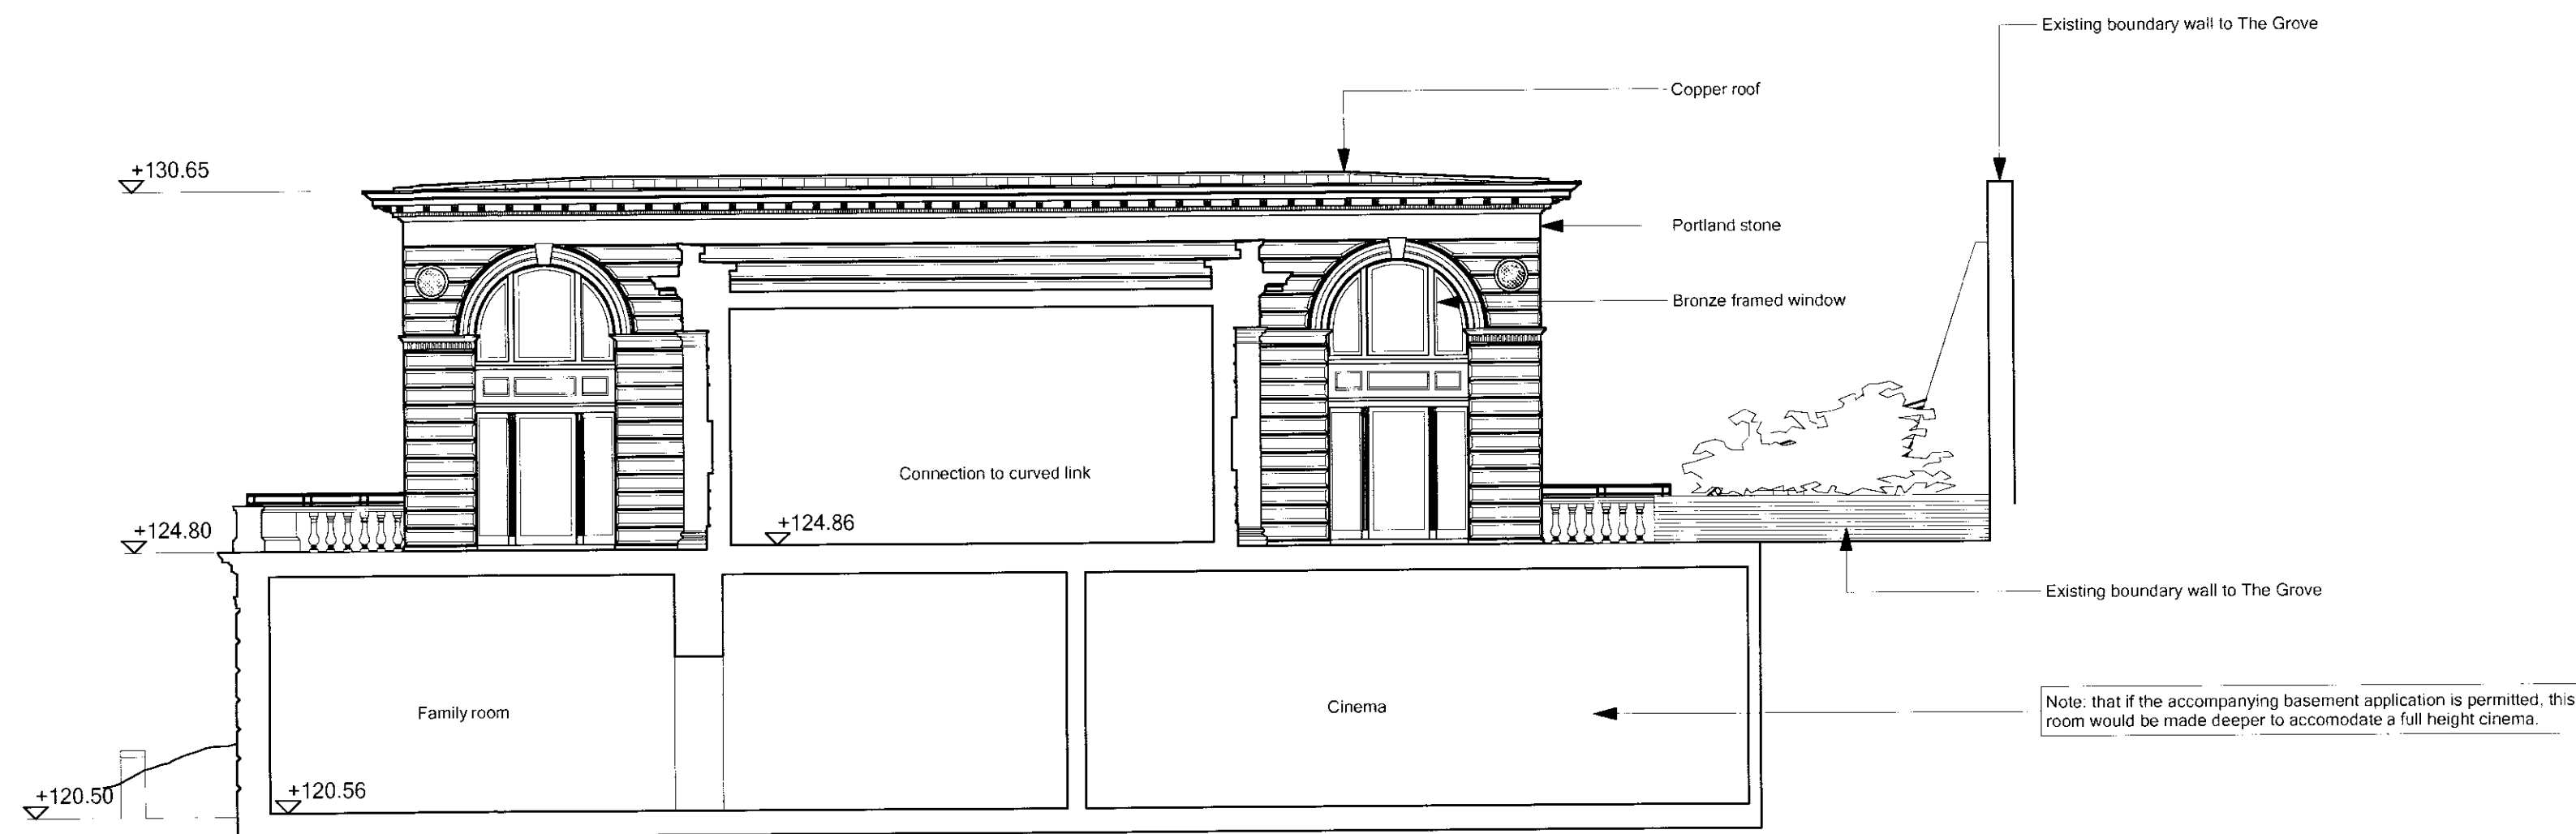 Existing boundary wall to The Grove
Copper roof
+130.65
Portland stone
Bronze framed window
Connection to curved link
+124.86
+124.80
Existing boundary wall to The Grove
Note: that if the accompanying basement application is permitted, this
room would be made deeper to accomodate a full height cinema.
Family room
Cinema
+120.56
+120.50